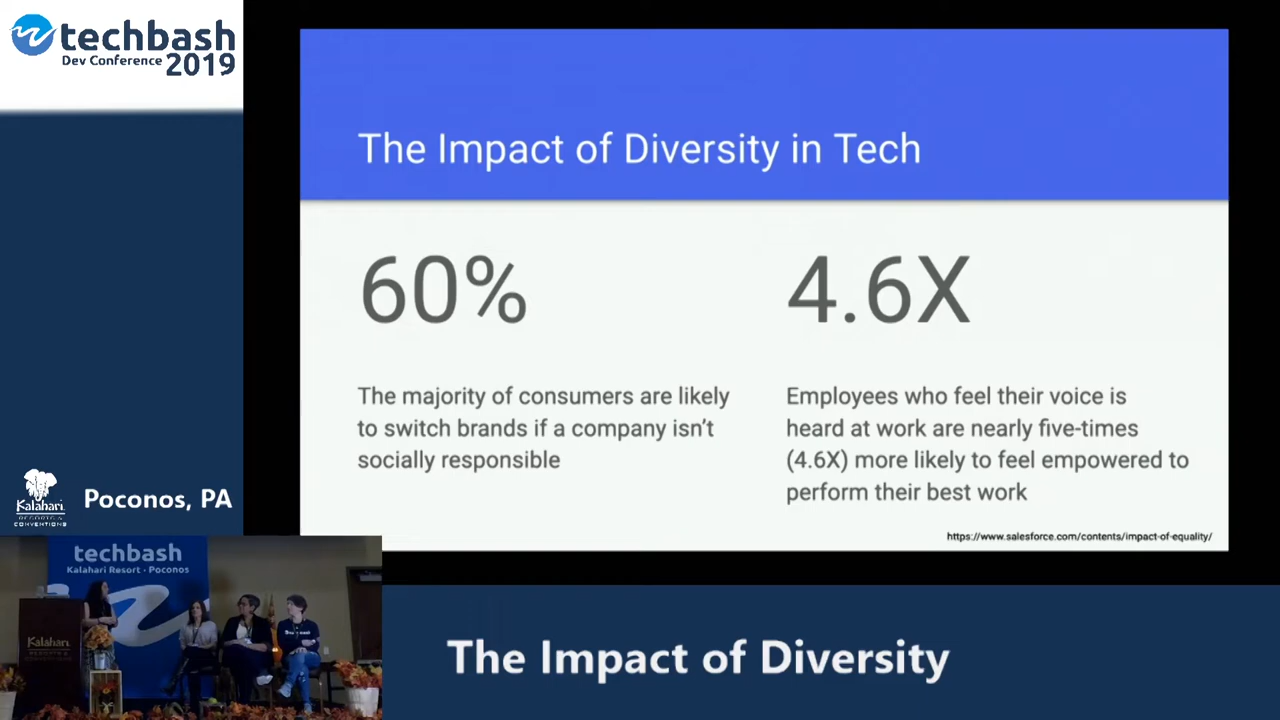 techbash
Dev Conference 2019
The Impact of Diversity in Tech
60%
The majority of consumers are likely
to switch brands if a company isn't
socially responsible
4.6X
Employees who feel their voice is
heard at work are nearly five-times
(4.6X) more likely to feel empowered to
perform their best work
https://www.salesforce.com/contents/impact-of-equality/
Kalahari
RESORTS &
CONVENTIONS
Poconos, PA
techbash
Kalahari Resort • Poconos
Kalahari
The Impact of Diversity